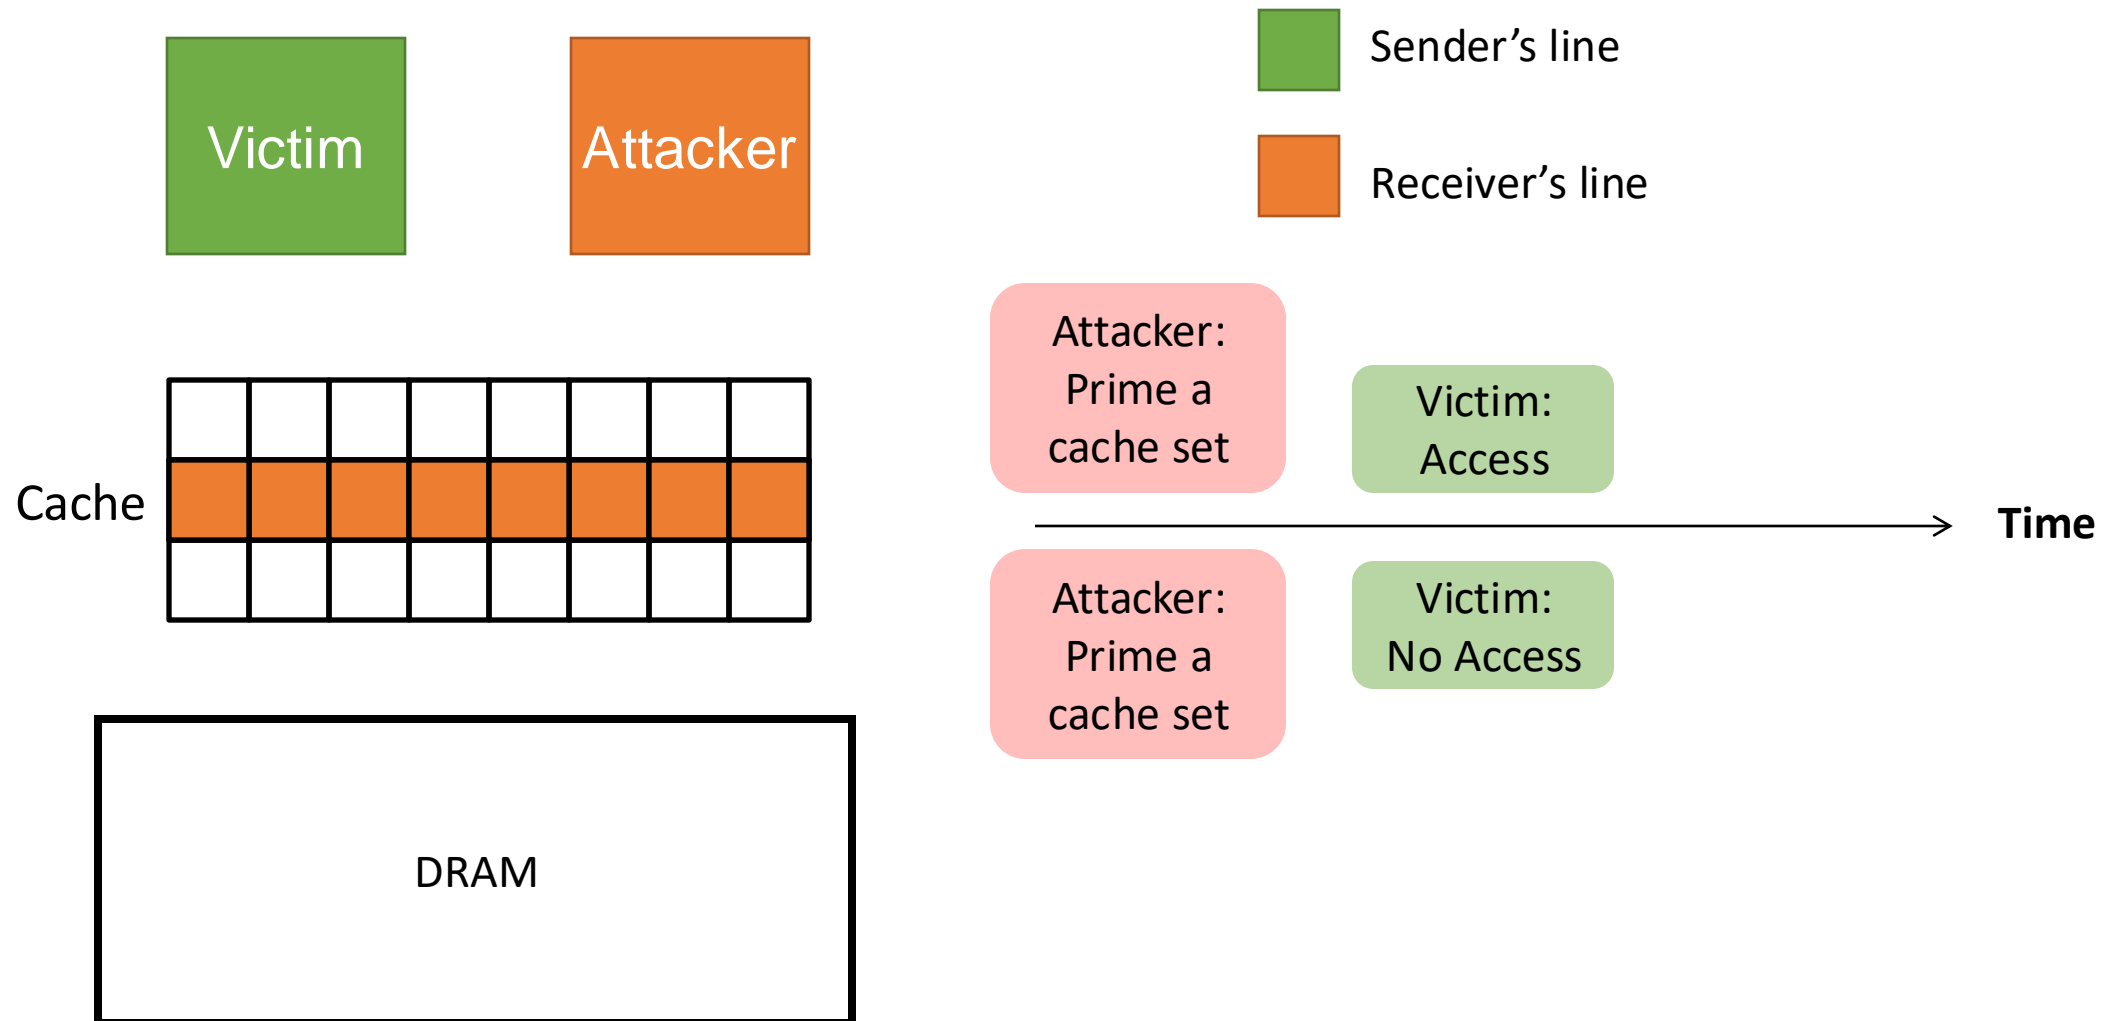 Victim
Attacker
Sender’s line
Receiver’s line
Cache
Attacker:
Prime a
cache set
Victim:
Access
Time
Attacker:
Prime a
cache set
Victim:
No Access
DRAM